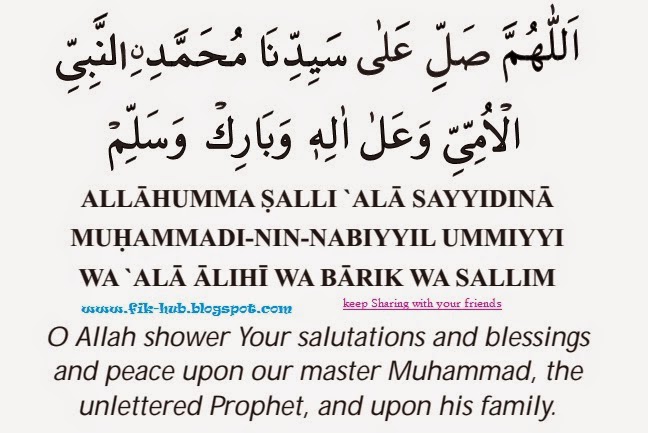 اَللّٰهُمَّ صَلِّ عَلٰى سَيِّدِنَا مُحَمَّدِ نِ النَّبِيِّ
الْاُمِّيِّ وَعَلٰ اٰلِهٖ وَبَارِكْ وَسَلِّمْ
ALLĀHUMMA ṢALLI `ALĀ SAYYIDINĀ
MUḤAMMADI-NIN-NABIYYIL UMMIYYI
WA `ALĀ ĀLIHĪ WA BĀRIK WA SALLIM
www.fik-hub.blogspot.com
keep Sharing with your friends
O Allah shower Your salutations and blessings
and peace upon our master Muhammad, the
unlettered Prophet, and upon his family.